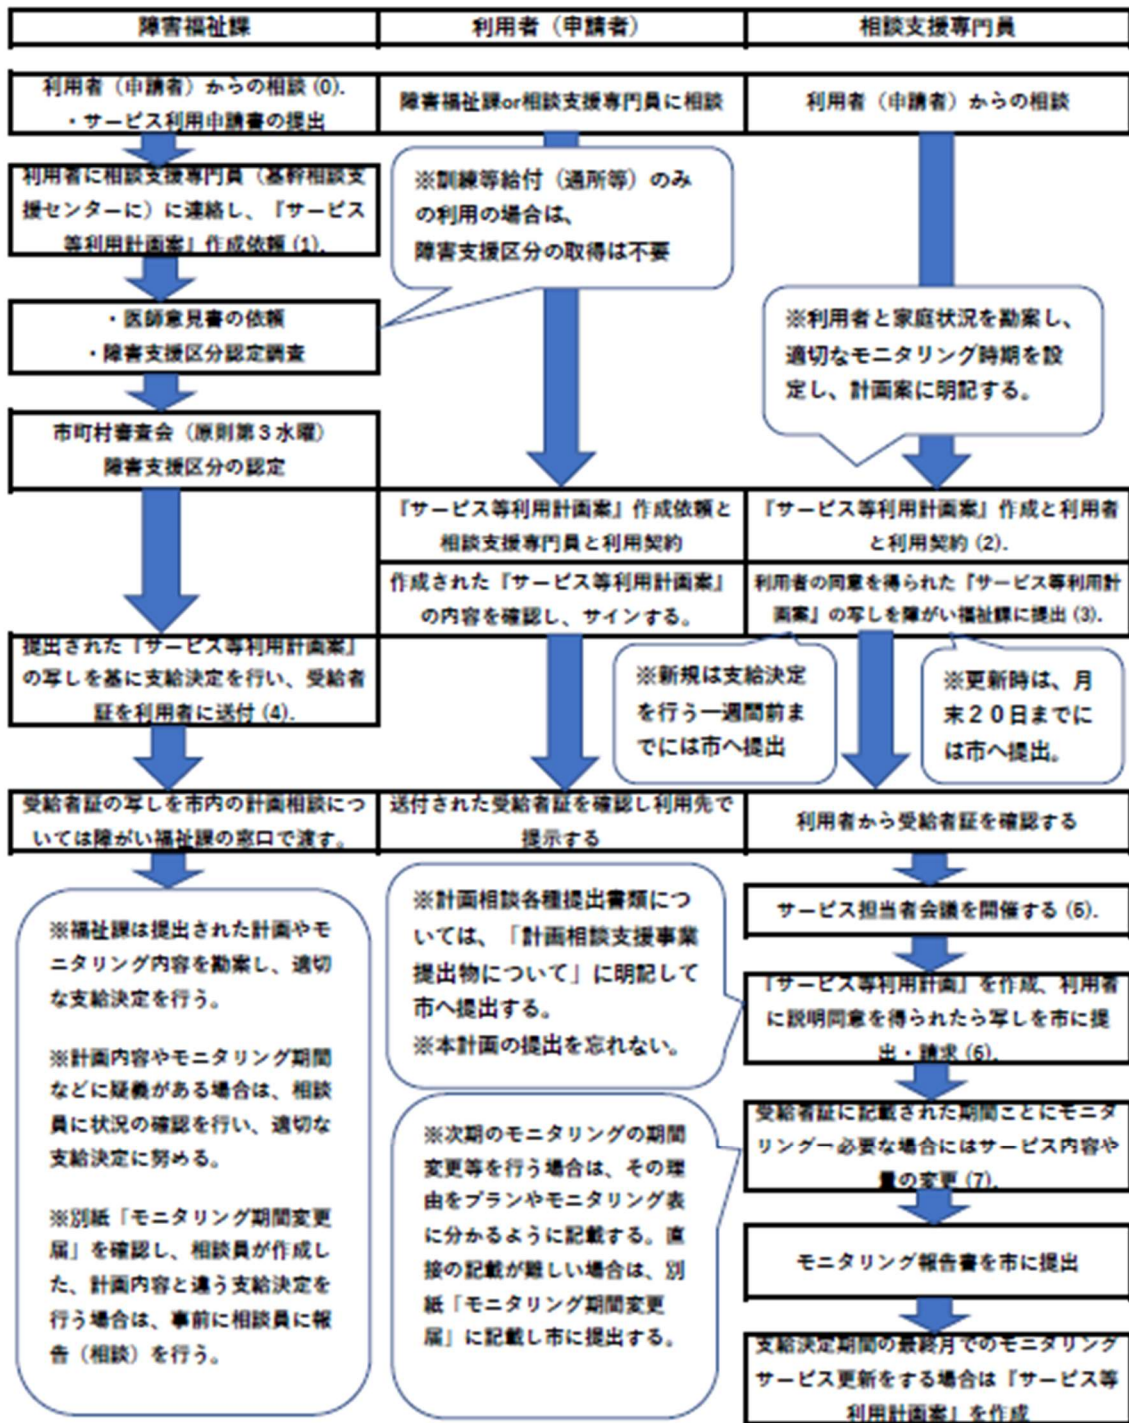 障害福祉課
利用者（申請者）
相談支援専門員
利用者（申請者）からの相談 (0).
・サービス利用申請書の提出
障害福祉課or相談支援専門員に相談
利用者（申請者）からの相談
利用者に相談支援専門員（基幹相談支
援センターに）に連絡し、『サービス
等利用計画案』作成依頼 (1).
※訓練等給付（通所等）のみ
の利用の場合は、
障害支援区分の取得は不要
・医師意見書の依頼
・障害支援区分認定調査
※利用者と家庭状況を勘案し、
適切なモニタリング時期を設
定し、計画案に明記する。
市町村審査会（原則第３水曜）
障害支援区分の認定
『サービス等利用計画案』作成依頼と
相談支援専門員と利用契約
『サービス等利用計画案』作成と利用者
と利用契約 (2).
作成された『サービス等利用計画案』
の内容を確認し、サインする。
利用者の同意を得られた『サービス等利用計
画案』の写しを障がい福祉課に提出 (3).
提出された『サービス等利用計画案』
の写しを基に支給決定を行い、受給者
証を利用者に送付 (4).
※新規は支給決定
を行う一週間前ま
でには市へ提出
※更新時は、月
末２０日までに
は市へ提出。
受給者証の写しを市内の計画相談につ
いては障がい福祉課の窓口で渡す。
送付された受給者証を確認し利用先で
提示する
利用者から受給者証を確認する
※福祉課は提出された計画やモ
ニタリング内容を勘案し、適切
な支給決定を行う。
※計画内容やモニタリング期間
などに疑義がある場合は、相談
員に状況の確認を行い、適切な
支給決定に努める。
※別紙「モニタリング期間変更
届」を確認し、相談員が作成し
た、計画内容と違う支給決定を
行う場合は、事前に相談員に報
告（相談）を行う。
※計画相談各種提出書類につ
いては、「計画相談支援事業
提出物について」に明記して
市へ提出する。
※本計画の提出を忘れない。
サービス担当者会議を開催する (5).
『サービス等利用計画』を作成、利用者
に説明同意を得られたら写しを市に提
出・請求 (6).
※次期のモニタリングの期間
変更等を行う場合は、その理
由をプランやモニタリング表
に分かるように記載する。直
接の記載が難しい場合は、別
紙「モニタリング期間変更
届」に記載し市に提出する。
受給者証に記載された期間ごとにモニタ
リング→必要な場合にはサービス内容や
量の変更 (7).
モニタリング報告書を市に提出
支給決定期間の最終月でのモニタリング
サービス更新をする場合は『サービス等
利用計画案』を作成